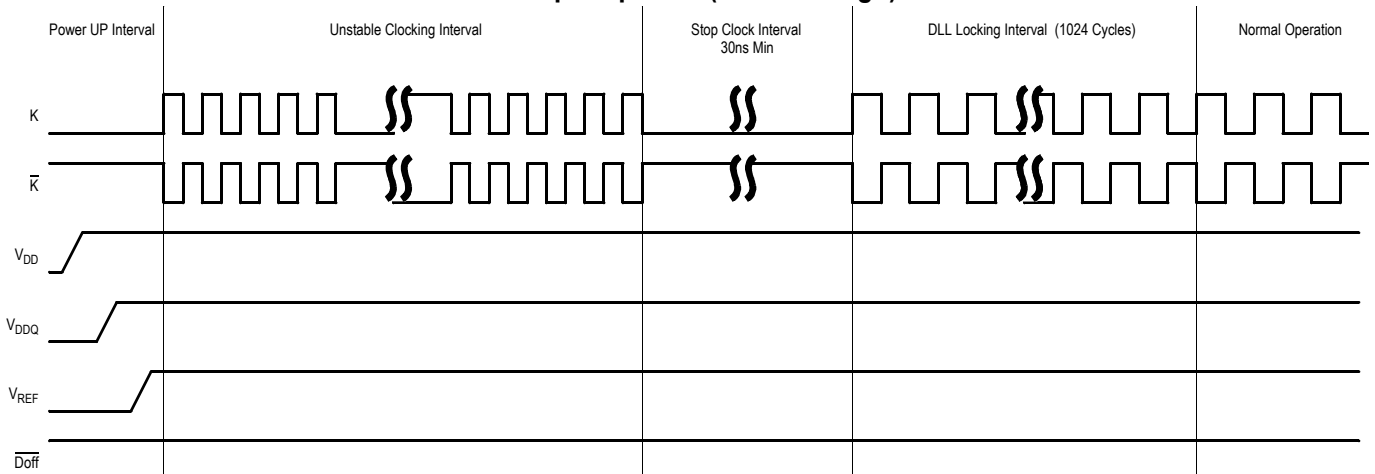 Power UP Interval
Unstable Clocking Interval
Stop Clock Interval
30ns Min
DLL Locking Interval (1024 Cycles)
Normal Operation
K
K̅
VDD
VDDQ
VREF
D̅o̅f̅f̅